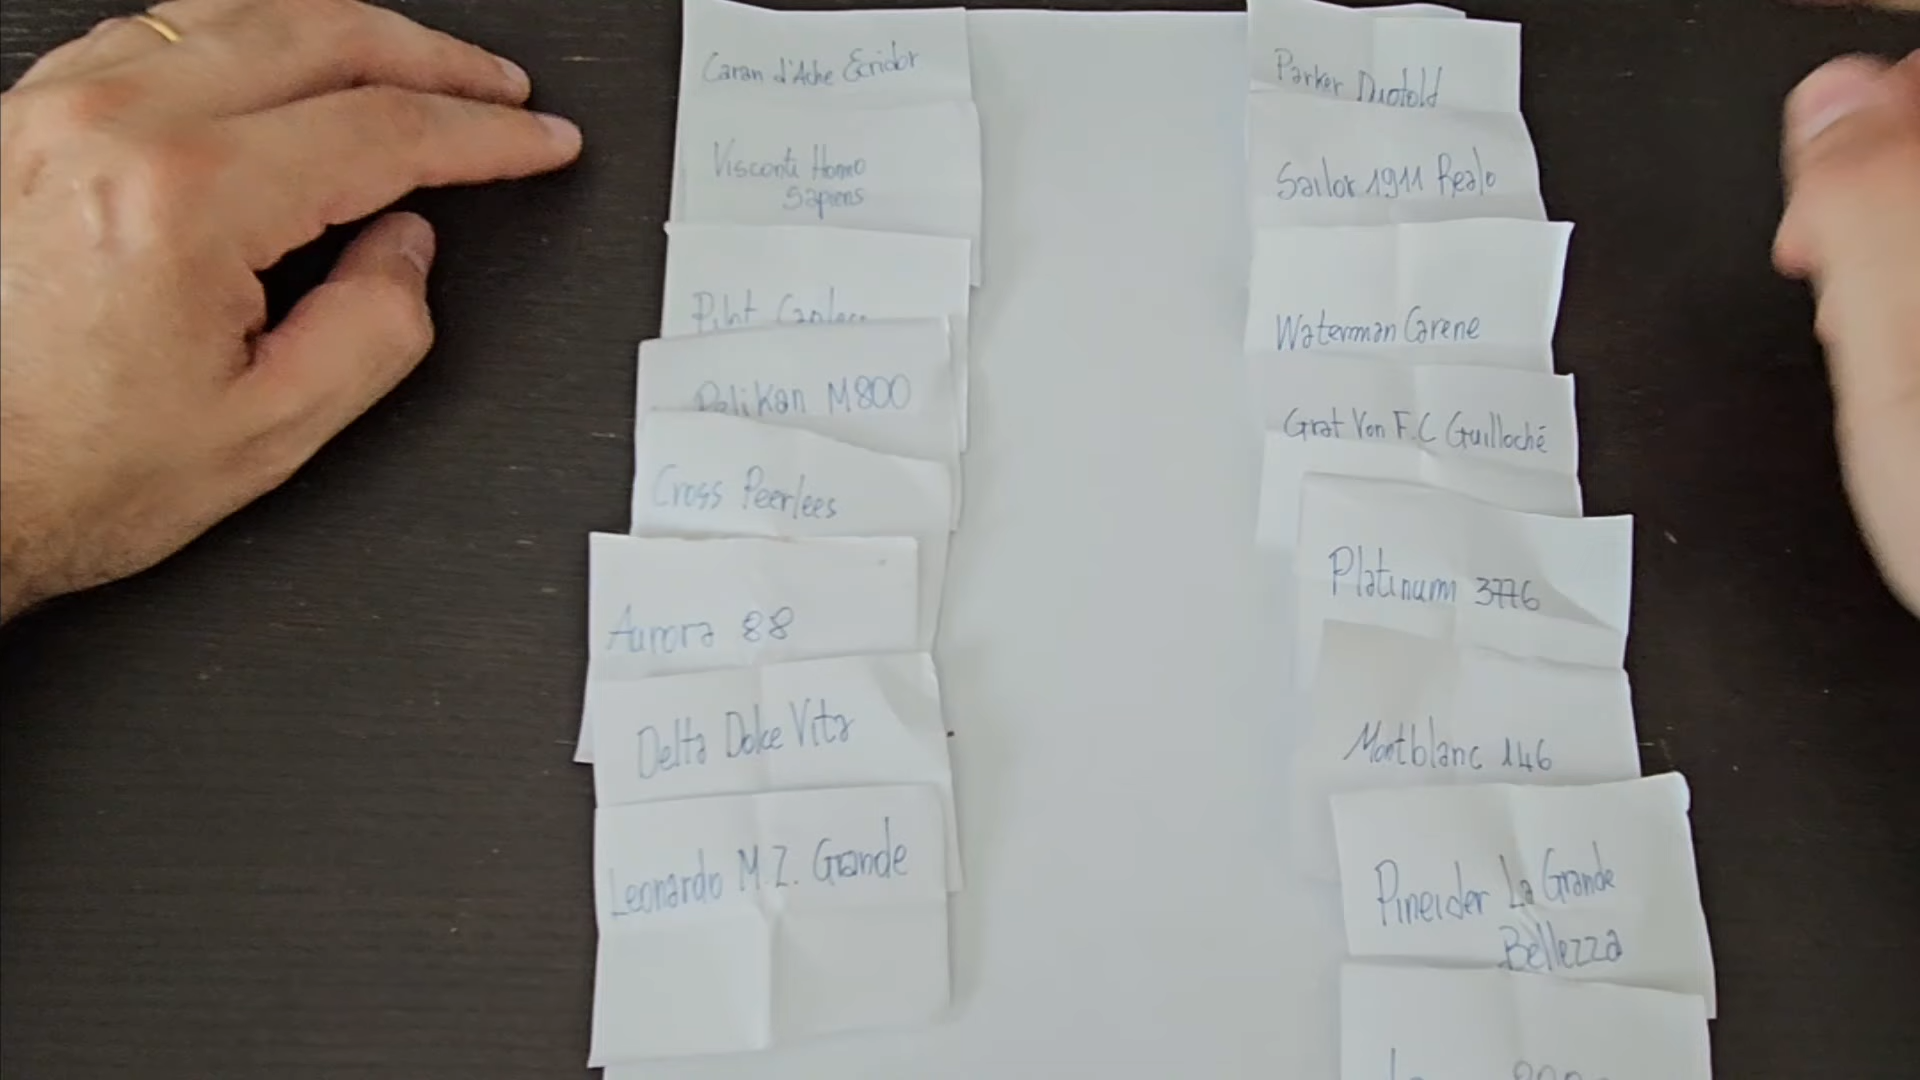 Caran d'Ache Ecridor
Visconti Homo
Sapiens
Pilot
Pelikan M800
Cross Peerlees
Aurora 88
Delta Dolce Vita
Leonardo M.Z. Grande
Parker Duofold
Sailor 1911 Realo
Waterman Carene
Graf Von F.C Guilloché
Platinum 3776
Montblanc 146
Pineider La Grande
Bellezza